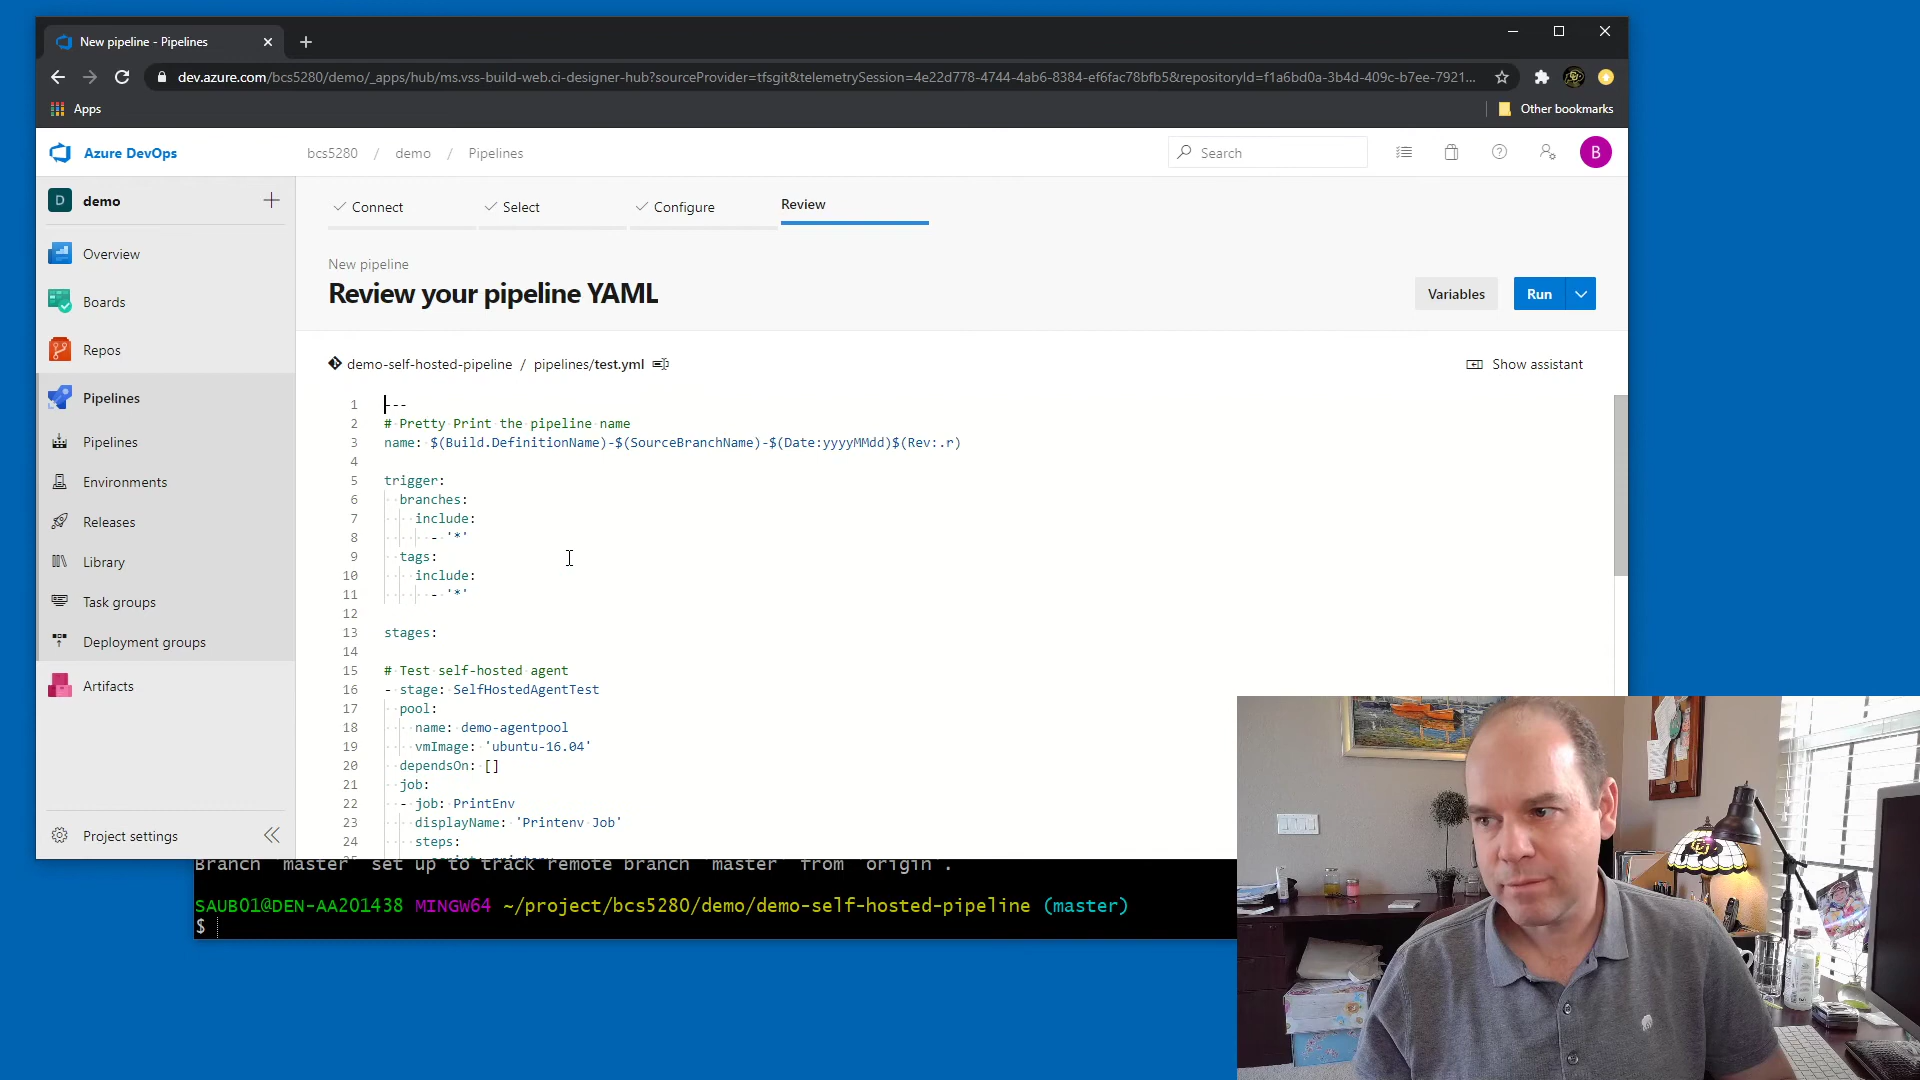 New pipeline - Pipelines
dev.azure.com/bcs5280/demo/_apps/hub/ms.vss-build-web.ci-designer-hub?sourceProvider=tfsgit&telemetrySession=4e22d778-4744-4ab6-8384-ef6fac78bfb5&repositoryId=f1a6bd0a-3b4d-409c-b7ee-7921...
Apps
Other bookmarks
Azure DevOps
bcs5280 / demo / Pipelines
Search
B
D demo
Connect
Select
Configure
Review
Overview
Boards
Repos
Pipelines
Pipelines
Environments
Releases
Library
Task groups
Deployment groups
Artifacts
Project settings
New pipeline
Review your pipeline YAML
Variables
Run
demo-self-hosted-pipeline / pipelines/test.yml
Show assistant
1 ---
2 # Pretty Print the pipeline name
3 name: $(Build.DefinitionName)-$(SourceBranchName)-$(Date:yyyyMMdd)$(Rev:.r)
4
5 trigger:
6 branches:
7 include:
8 - '*'
9 tags:
10 include:
11 - '*'
12
13 stages:
14
15 # Test self-hosted agent
16 - stage: SelfHostedAgentTest
17 pool:
18 name: demo-agentpool
19 vmImage: 'ubuntu-16.04'
20 dependsOn: []
21 job:
22 - job: PrintEnv
23 displayName: 'Printenv Job'
24 steps:
Branch master set up to track remote branch master from origin .
SAUB01@DEN-AA201438 MINGW64 ~/project/bcs5280/demo/demo-self-hosted-pipeline (master)
$